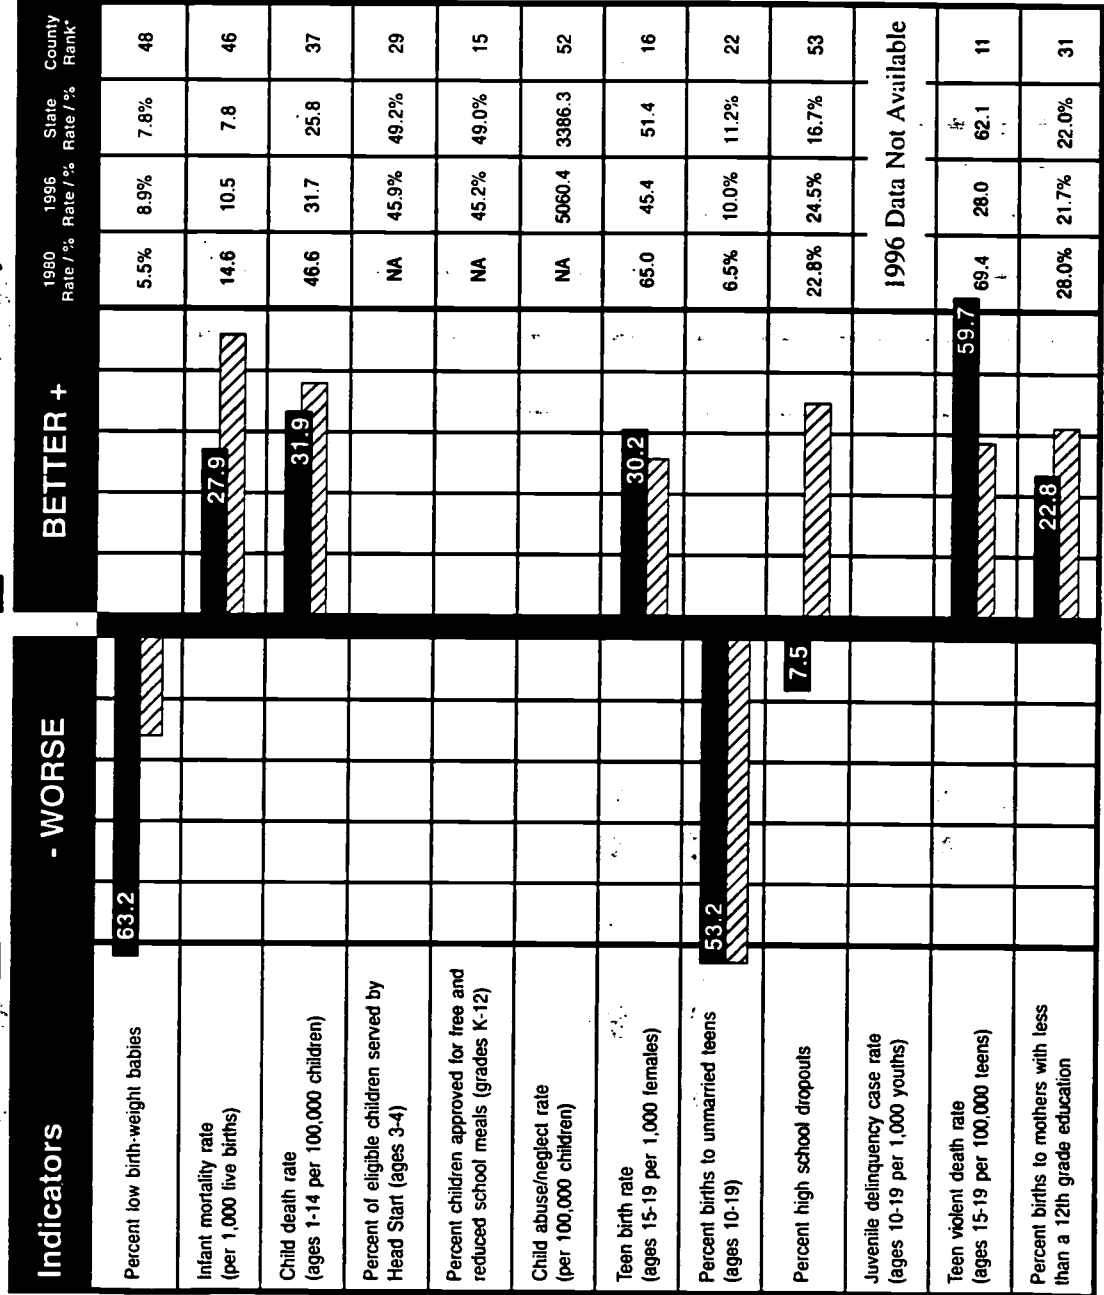 Indicators - WORSE BETTER + 1980 Rate / % 1996 Rate / % State Rate / % County Rank*
Percent low birth-weight babies 63.2 5.5% 8.9% 7.8% 48
Infant mortality rate
(per 1,000 live births) 27.9 14.6 10.5 7.8 46
Child death rate
(ages 1-14 per 100,000 children) 31.9 46.6 31.7 25.8 37
Percent of eligible children served by
Head Start (ages 3-4) NA 45.9% 49.2% 29
Percent children approved for free and
reduced school meals (grades K-12) NA 45.2% 49.0% 15
Child abuse/neglect rate
(per 100,000 children) NA 5060.4 3386.3 52
Teen birth rate
(ages 15-19 per 1,000 females) 30.2 65.0 45.4 51.4 16
Percent births to unmarried teens
(ages 10-19) 53.2 6.5% 10.0% 11.2% 22
Percent high school dropouts 7.5 22.8% 24.5% 16.7% 53
Juvenile delinquency case rate
(ages 10-19 per 1,000 youths) 1996 Data Not Available
Teen violent death rate
(ages 15-19 per 100,000 teens) 59.7 69.4 28.0 62.1 11
Percent births to mothers with less
than a 12th grade education 22.8 28.0% 21.7% 22.0% 31